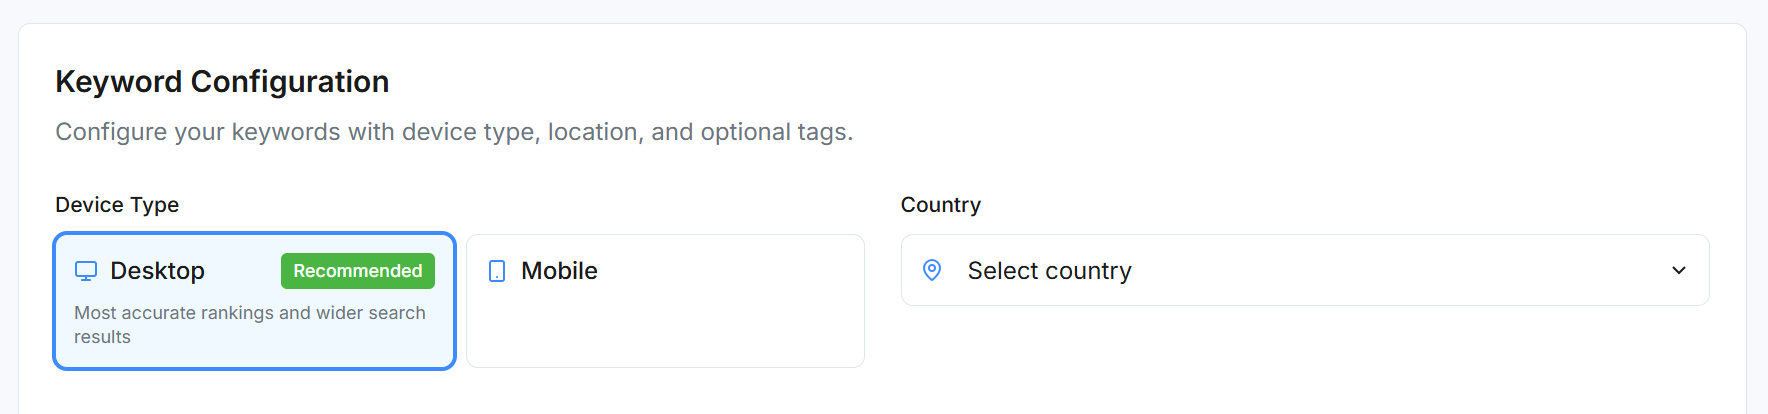 Keyword Configuration
Configure your keywords with device type, location, and optional tags.
Device Type
Desktop
Recommended
Most accurate rankings and wider search
results
Mobile
Country
Select country